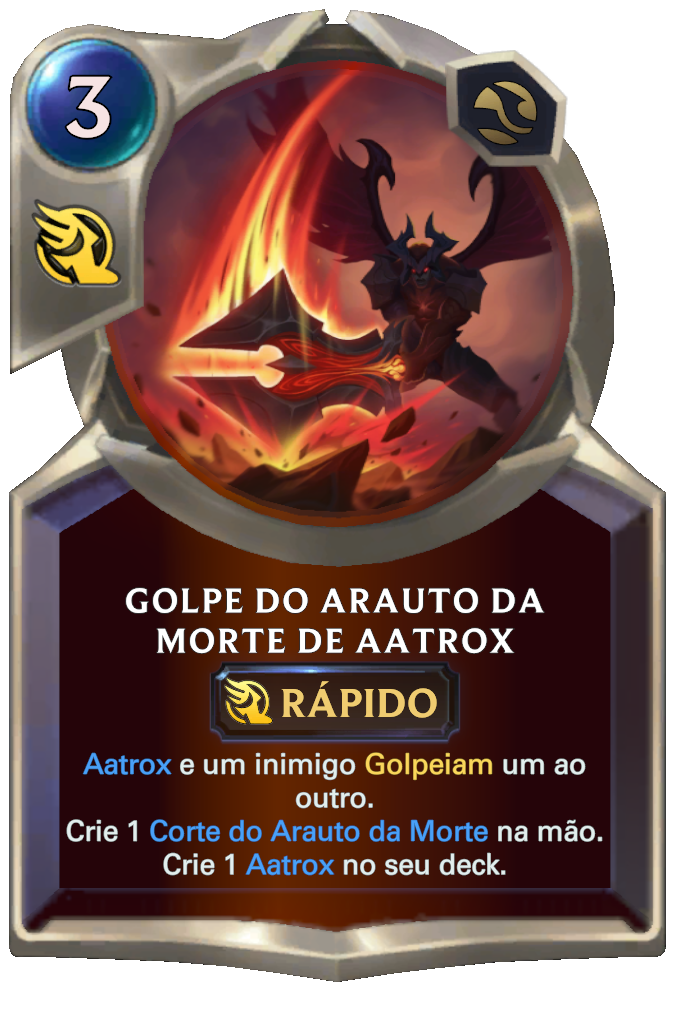 3
GOLPE DO ARAUTO DA
MORTE DE AATROX
RÁPIDO
Aatrox e um inimigo Golpeiam um ao
outro.
Crie 1 Corte do Arauto da Morte na mão.
Crie 1 Aatrox no seu deck.